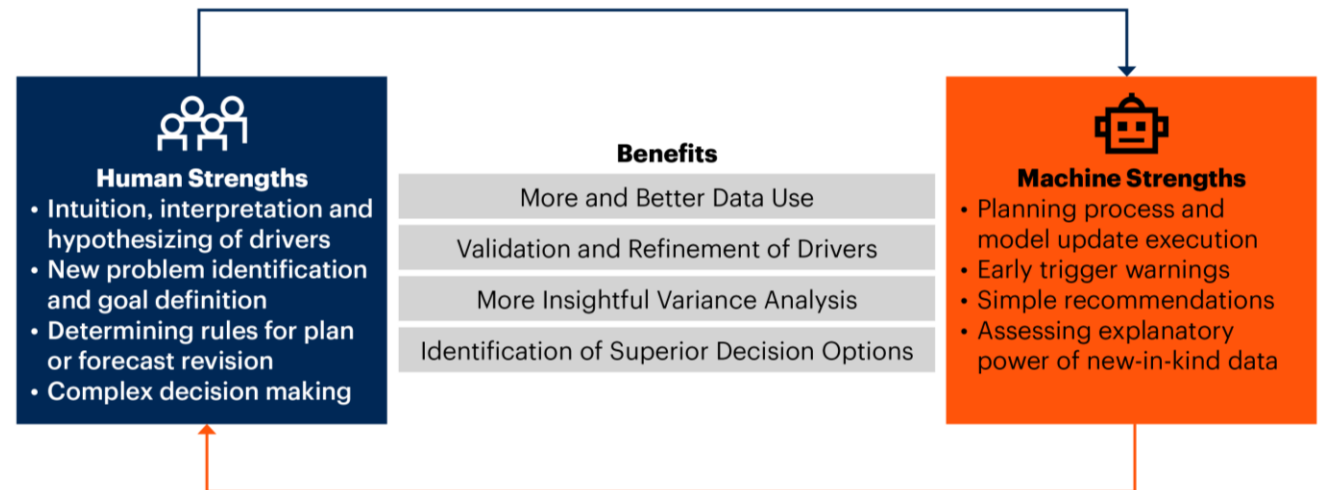 Human Strengths
• Intuition, interpretation and
hypothesizing of drivers
• New problem identification
and goal definition
• Determining rules for plan
or forecast revision
• Complex decision making
Benefits
More and Better Data Use
Validation and Refinement of Drivers
More Insightful Variance Analysis
Identification of Superior Decision Options
Machine Strengths
• Planning process and
model update execution
• Early trigger warnings
• Simple recommendations
• Assessing explanatory
power of new-in-kind data